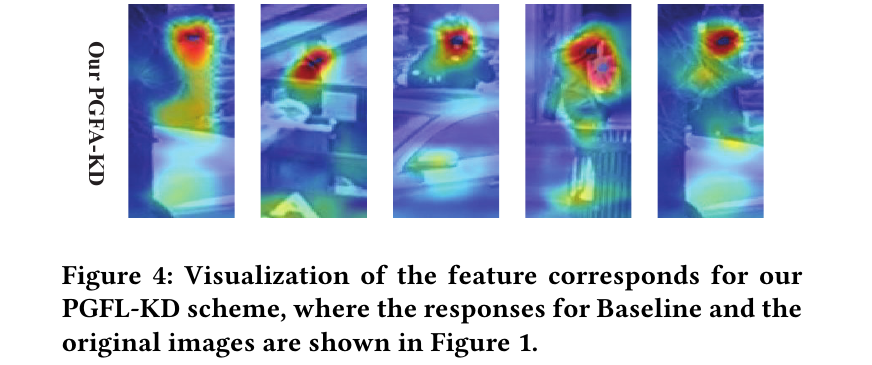 Our PGFA-KD
Figure 4: Visualization of the feature corresponds for our
PGFL-KD scheme, where the responses for Baseline and the
original images are shown in Figure 1.